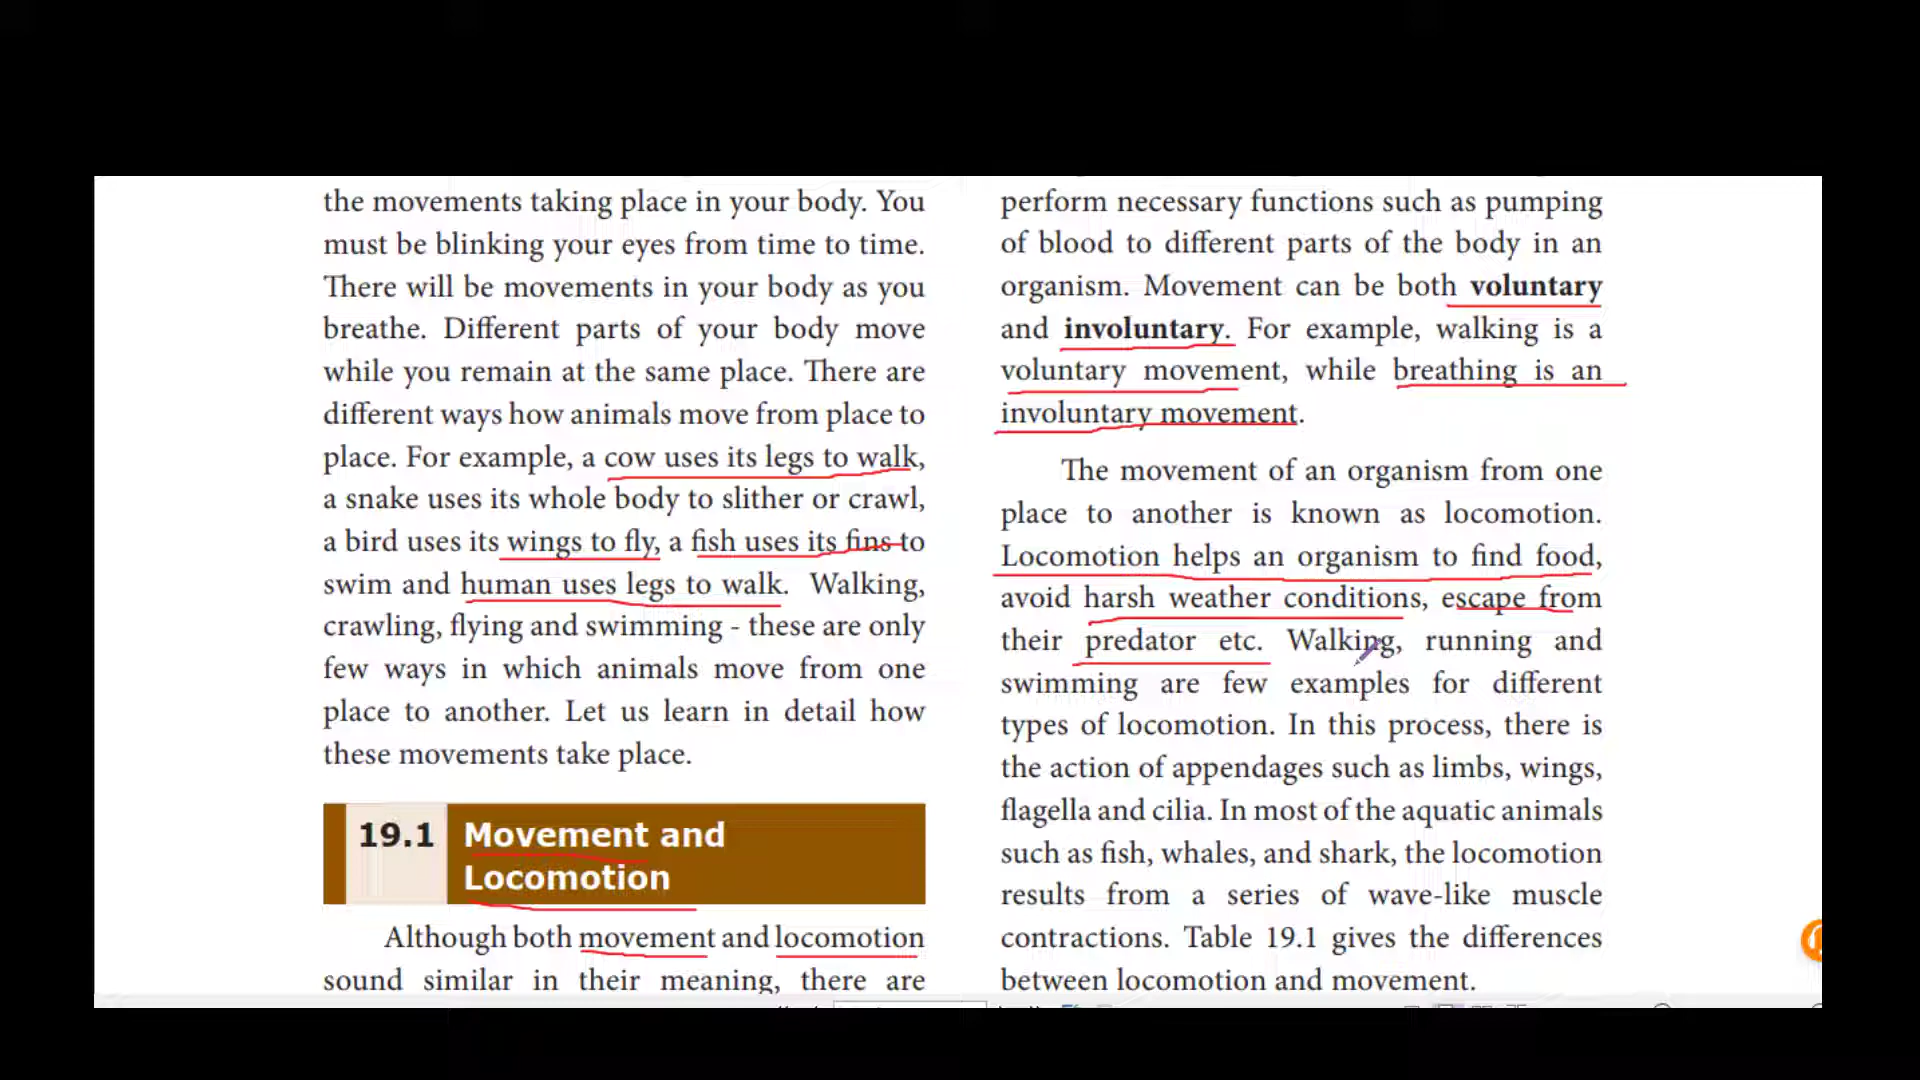 the movements taking place in your body. You
must be blinking your eyes from time to time.
There will be movements in your body as you
breathe. Different parts of your body move
while you remain at the same place. There are
different ways how animals move from place to
place. For example, a cow uses its legs to walk,
a snake uses its whole body to slither or crawl,
a bird uses its wings to fly, a fish uses its fins to
swim and human uses legs to walk. Walking,
crawling, flying and swimming - these are only
few ways in which animals move from one
place to another. Let us learn in detail how
these movements take place.
19.1 Movement and
Locomotion
Although both movement and locomotion
sound similar in their meaning, there are
perform necessary functions such as pumping
of blood to different parts of the body in an
organism. Movement can be both voluntary
and involuntary. For example, walking is a
voluntary movement, while breathing is an
involuntary movement.
The movement of an organism from one
place to another is known as locomotion.
Locomotion helps an organism to find food,
avoid harsh weather conditions, escape from
their predator etc. Walking, running and
swimming are few examples for different
types of locomotion. In this process, there is
the action of appendages such as limbs, wings,
flagella and cilia. In most of the aquatic animals
such as fish, whales, and shark, the locomotion
results from a series of wave-like muscle
contractions. Table 19.1 gives the differences
between locomotion and movement.